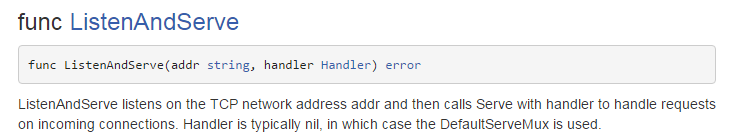 func ListenAndServe
func ListenAndServe(addr string, handler Handler) error
ListenAndServe listens on the TCP network address addr and then calls Serve with handler to handle requests
on incoming connections. Handler is typically nil, in which case the DefaultServeMux is used.